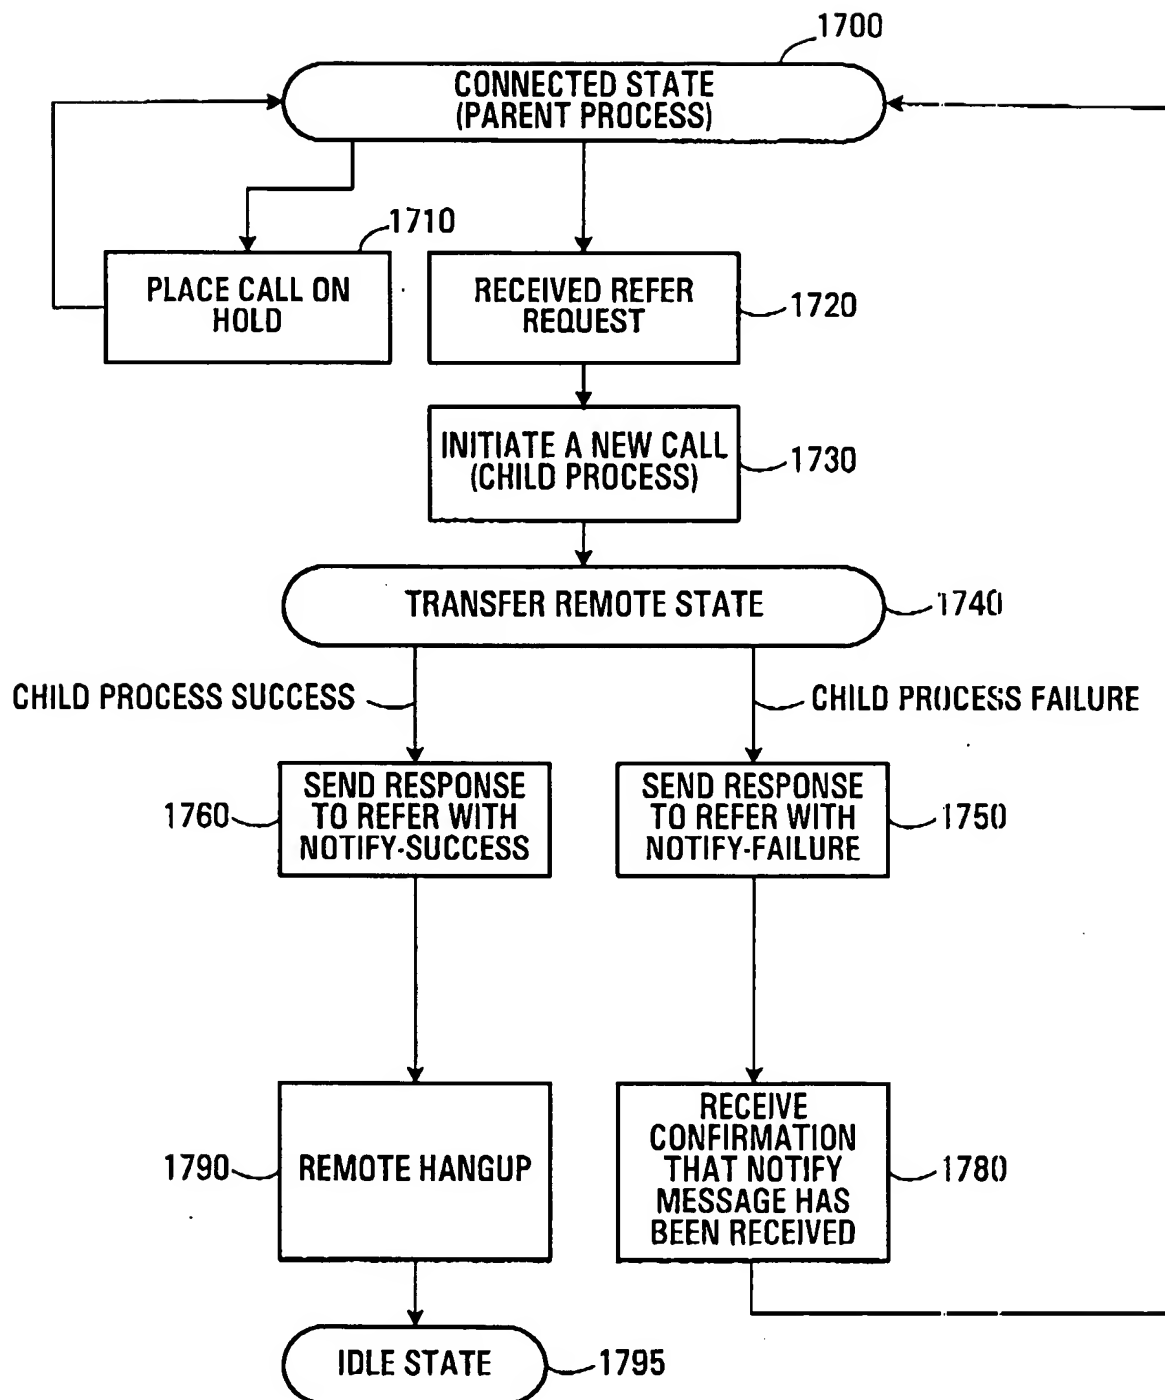 1700
CONNECTED STATE
(PARENT PROCESS)
1710
PLACE CALL ON
HOLD
RECEIVED REFER
REQUEST
1720
INITIATE A NEW CALL
(CHILD PROCESS)
1730
TRANSFER REMOTE STATE
1740
CHILD PROCESS SUCCESS
CHILD PROCESS FAILURE
1760
SEND RESPONSE
TO REFER WITH
NOTIFY-SUCCESS
SEND RESPONSE
TO REFER WITH
NOTIFY-FAILURE
1750
1790
REMOTE HANGUP
RECEIVE
CONFIRMATION
THAT NOTIFY
MESSAGE HAS
BEEN RECEIVED
1780
IDLE STATE
1795